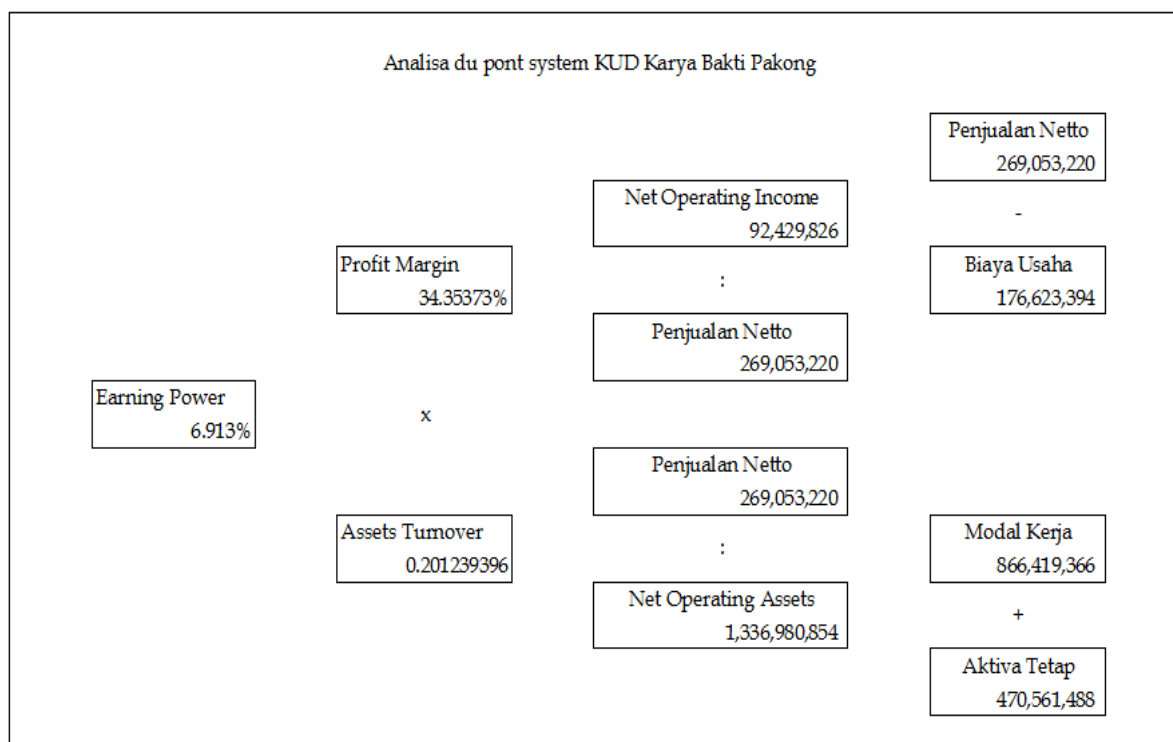 Analisa du pont system KUD Karya Bakti Pakong
Penjualan Netto
269,053,220
Net Operating Income
92,429,826
-
Profit Margin
34.35373%
:
Biaya Usaha
176,623,394
Penjualan Netto
269,053,220
Earning Power
6.913%
x
Penjualan Netto
269,053,220
Assets Turnover
0.201239396
:
Modal Kerja
866,419,366
Net Operating Assets
1,336,980,854
+
Aktiva Tetap
470,561,488